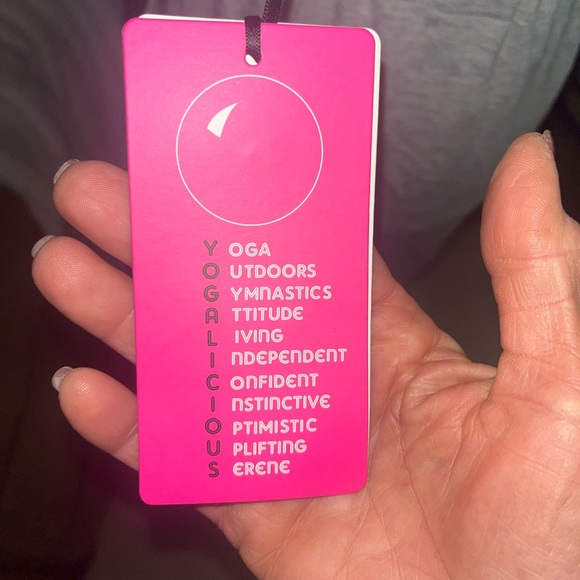 YOGA
OUTDOORS
GYMNASTICS
ATTITUDE
LIVING
INDEPENDENT
CONFIDENT
INSTINCTIVE
OPTIMISTIC
UPLIFTING
SERENE